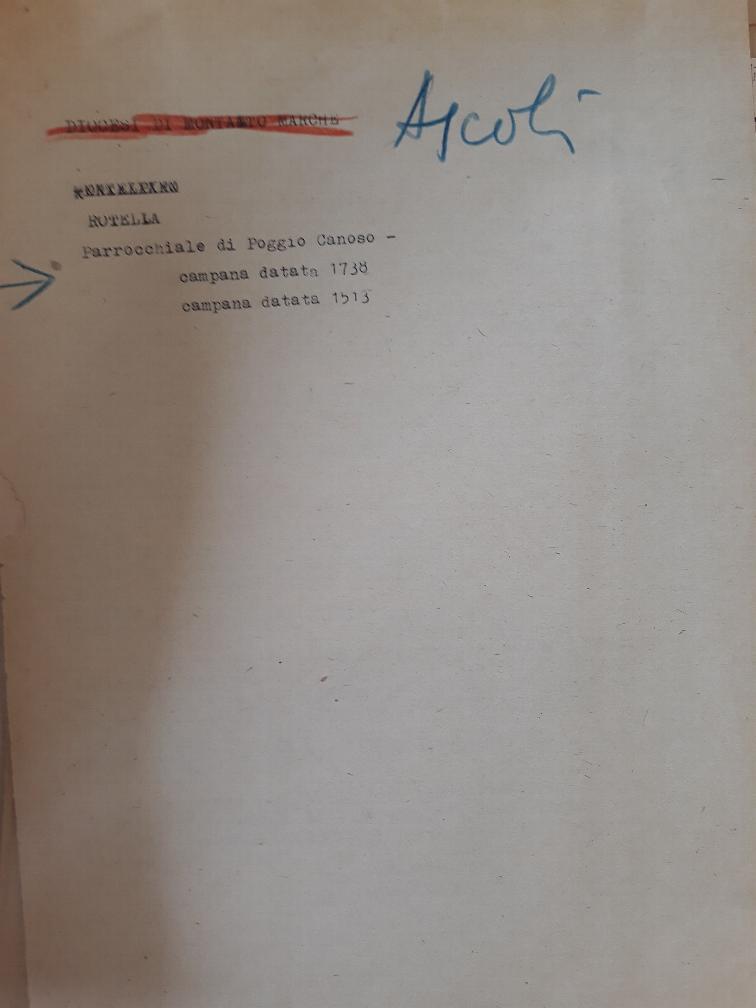 DIOCESI DI MONTALTO MARCHE
Ascoli
ROTELLA
Parrocchiale di Poggio Canoso -
campana datata 1738
campana datata 1513